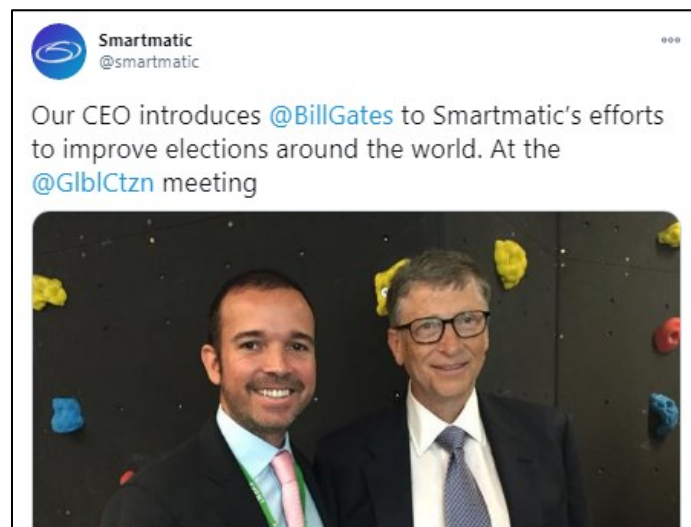 Smartmatic
@smartmatic
Our CEO introduces @BillGates to Smartmatic's efforts
to improve elections around the world. At the
@GlblCtzn meeting